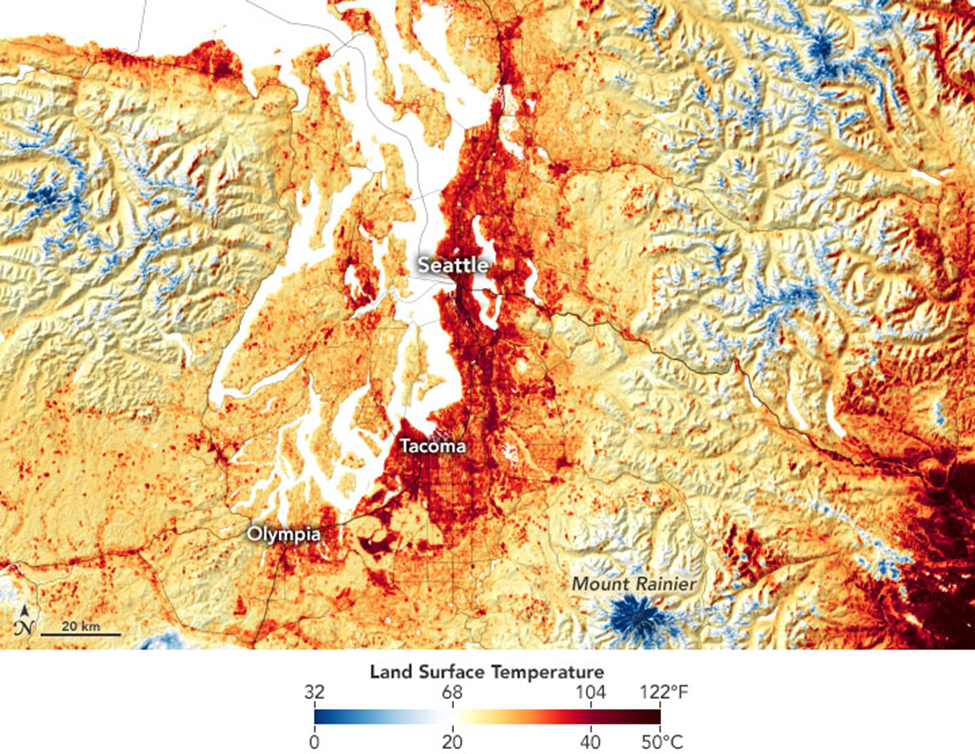 Seattle
Tacoma
Olympia
Mount Rainier
N
20 km
Land Surface Temperature
32 68 104 122°F
0 20 40 50°C